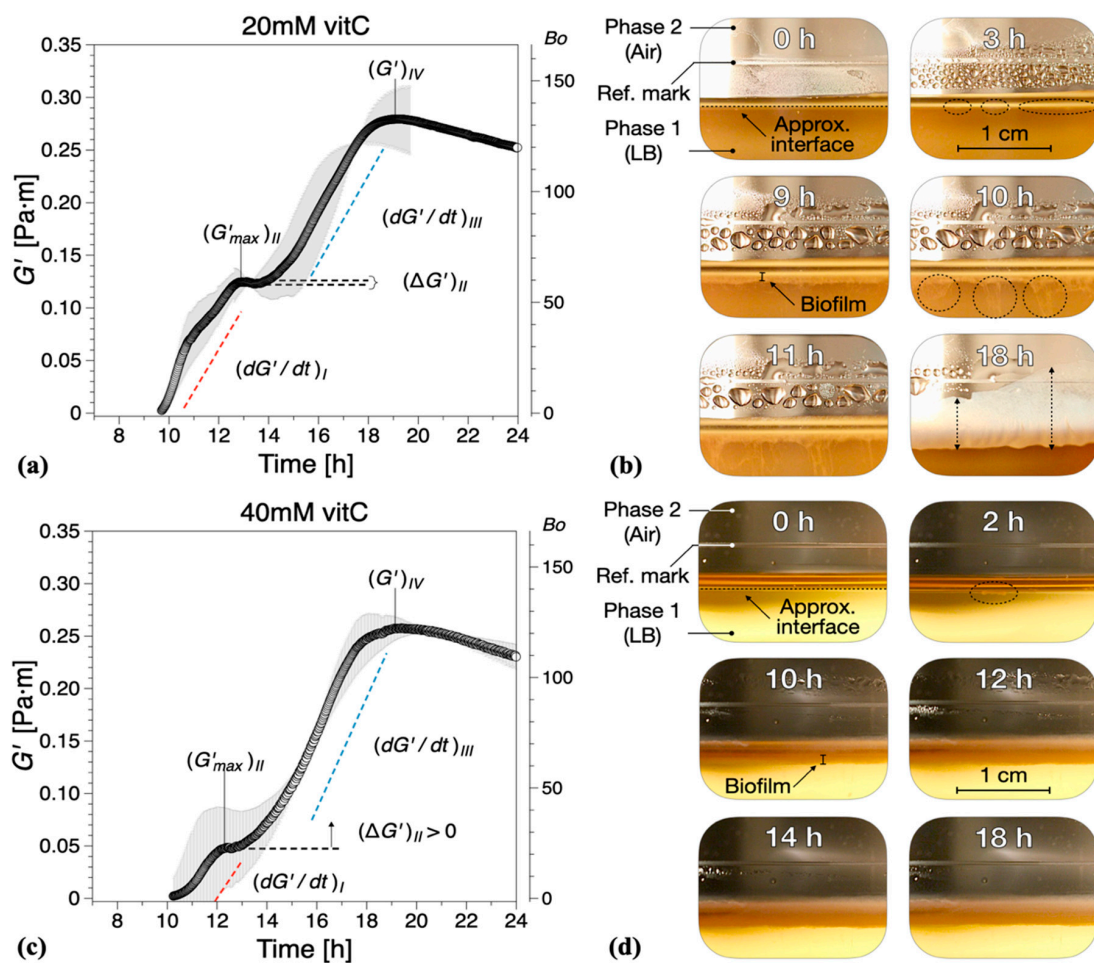 20mM vitC
G′ [Pa·m]
0.35
0.30
0.25
0.20
0.15
0.10
0.05
0
Bo
150
100
50
0
(G′)IV
(dG′/dt)III
(G′max)II
(ΔG′)II
(dG′/dt)I
8 10 12 14 16 18 20 22 24
Time [h]
(a)
Phase 2
(Air)
Ref. mark
Phase 1
(LB)
0 h
Approx.
interface
3 h
1 cm
9 h
Biofilm
10 h
11 h
18 h
(b)
40mM vitC
G′ [Pa·m]
0.35
0.30
0.25
0.20
0.15
0.10
0.05
0
Bo
150
100
50
0
(G′)IV
(dG′/dt)III
(G′max)II
(ΔG′)II > 0
(dG′/dt)I
8 10 12 14 16 18 20 22 24
Time [h]
(c)
Phase 2
(Air)
Ref. mark
Phase 1
(LB)
0 h
Approx.
interface
2 h
10 h
Biofilm
12 h
1 cm
14 h
18 h
(d)